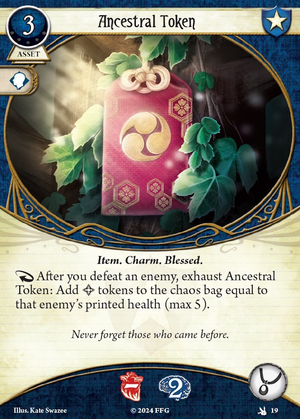 Ancestral Token
3
ASSET
Item. Charm. Blessed.
After you defeat an enemy, exhaust Ancestral
Token: Add tokens to the chaos bag equal to
that enemy's printed health (max 5).
Never forget those who came before.
Illus. Kate Swazee
© 2024 FFG
19
2